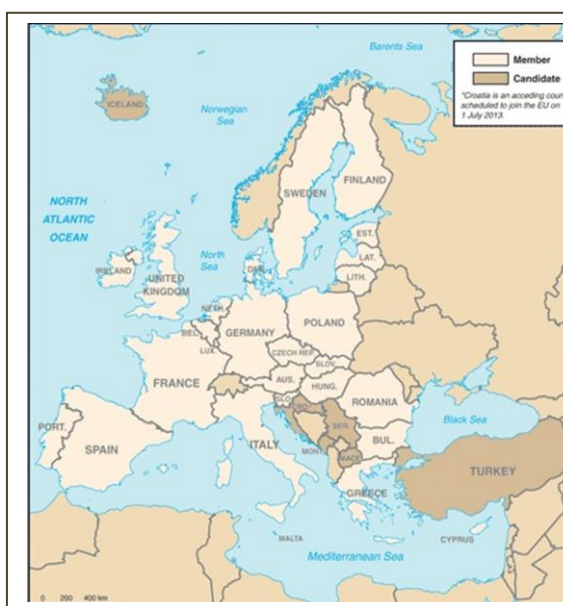 Barents Sea
Member
Candidate
*Croatia is an acceding coun
scheduled to join the EU on
1 July 2013.
ICELAND
Norwegian
Sea
SWEDEN
FINLAND
NORTH
ATLANTIC
OCEAN
EST.
LAT.
LITH.
North
Sea
DEN.
IRELAND
UNITED
KINGDOM
NETH.
BEL.
LUX.
GERMANY
POLAND
CZECH REP.
SLOV.
AUS.
HUNG.
FRANCE
SLO.
CRO.*
ROMANIA
SER.
Black Sea
PORT.
SPAIN
ITALY
MONT.
MACE.
BUL.
TURKEY
GREECE
MALTA
CYPRUS
Mediterranean Sea
0 200 400 km